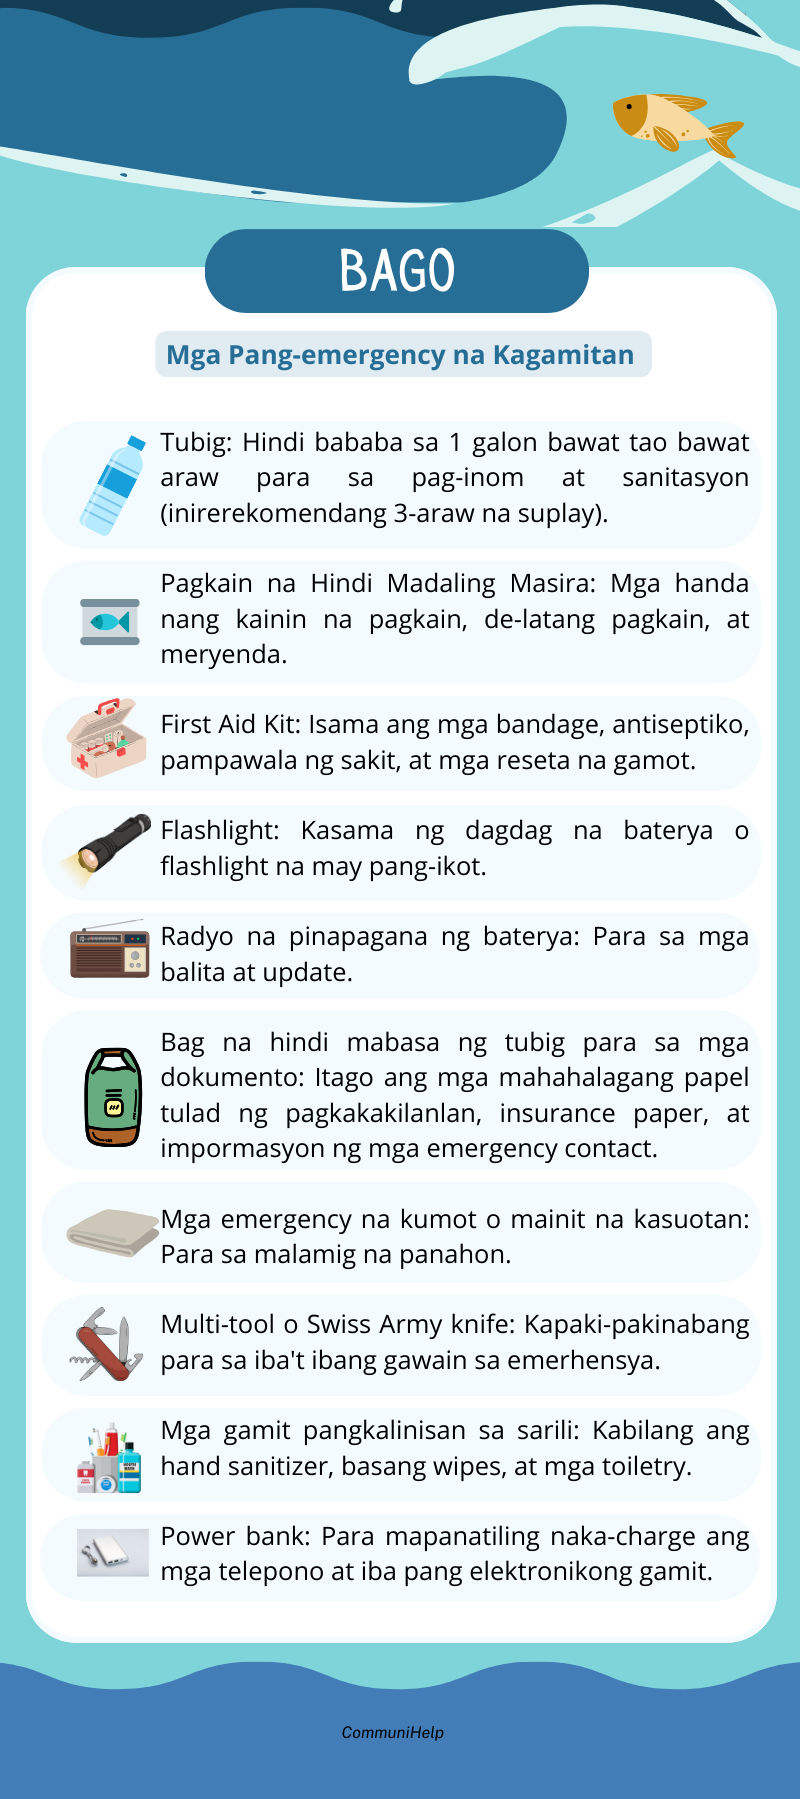 BAGO
Mga Pang-emergency na Kagamitan
Tubig: Hindi bababa sa 1 galon bawat tao bawat
araw para sa pag-inom at sanitasyon
(inirerekomendang 3-araw na suplay).
Pagkain na Hindi Madaling Masira: Mga handa
nang kainin na pagkain, de-latang pagkain, at
meryenda.
First Aid Kit: Isama ang mga bandage, antiseptiko,
pampawala ng sakit, at mga reseta na gamot.
Flashlight: Kasama ng dagdag na baterya o
flashlight na may pang-ikot.
Radyo na pinapagana ng baterya: Para sa mga
balita at update.
Bag na hindi mabasa ng tubig para sa mga
dokumento: Itago ang mga mahahalagang papel
tulad ng pagkakakilanlan, insurance paper, at
impormasyon ng mga emergency contact.
Mga emergency na kumot o mainit na kasuotan:
Para sa malamig na panahon.
Multi-tool o Swiss Army knife: Kapaki-pakinabang
para sa iba't ibang gawain sa emerhensya.
Mga gamit pangkalinisan sa sarili: Kabilang ang
hand sanitizer, basang wipes, at mga toiletry.
Power bank: Para mapanatiling naka-charge ang
mga telepono at iba pang elektronikong gamit.
CommuniHelp